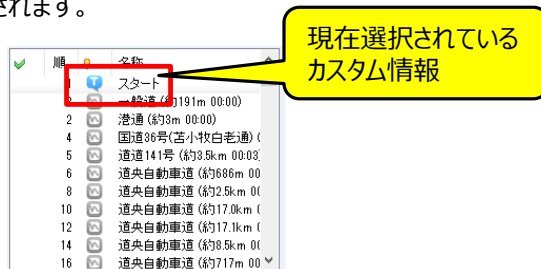 されます。
現在選択されている
カスタム情報
順 名称
スタート
一般道 (約191m 00:00)
2 港通 (約3m 00:00)
4 国道36号(苫小牧白老通) (
5 道道141号 (約3.5km 00:03)
6 道央自動車道 (約686m 00
8 道央自動車道 (約2.5km 00
10 道央自動車道 (約17.0km (
12 道央自動車道 (約17.1km (
14 道央自動車道 (約8.5km 00
16 道央自動車道 (約717m 00